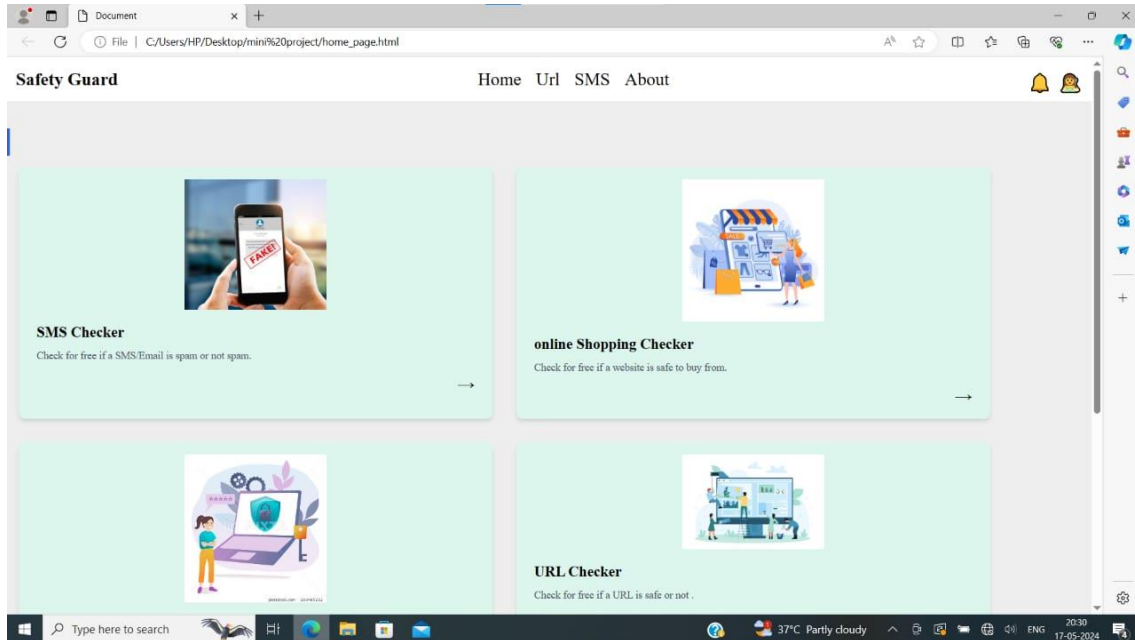 Document
File | C:/Users/HP/Desktop/mini%20project/home_page.html
Safety Guard
Home Url SMS About
FAKE!
SALE
SMS Checker
Check for free if a SMS/Email is spam or not spam.
→
online Shopping Checker
Check for free if a website is safe to buy from.
→
URL Checker
Check for free if a URL is safe or not .
Type here to search
37°C Partly cloudy
ENG
20:30
17-05-2024